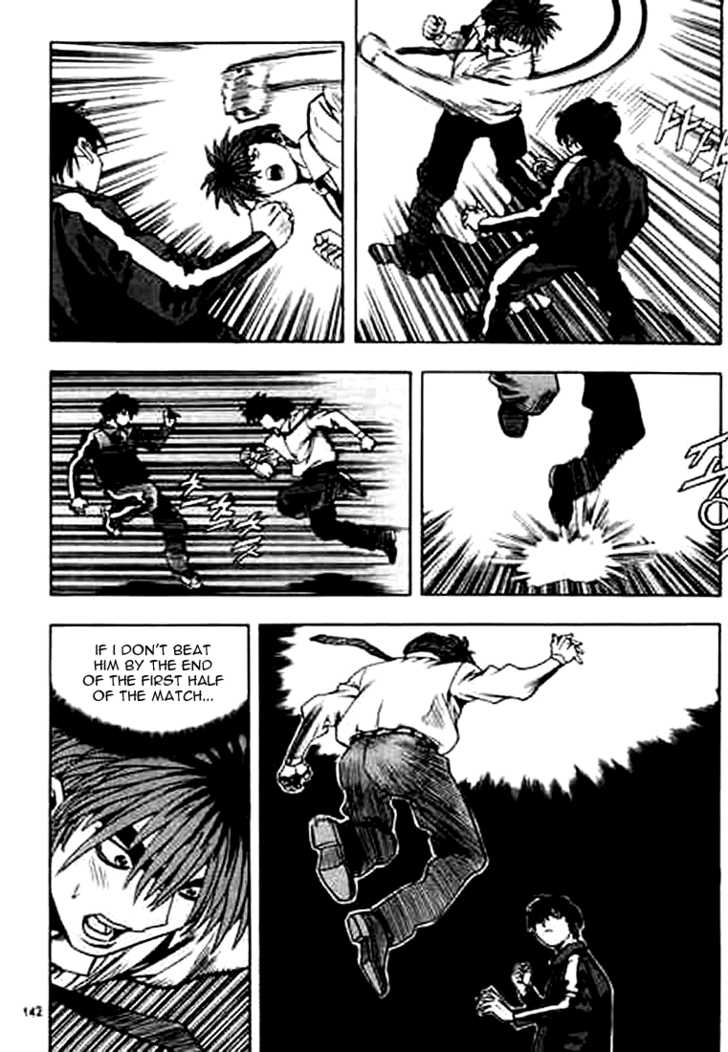 IF I DON'T BEAT
HIM BY THE END
OF THE FIRST HALF
OF THE MATCH...
142